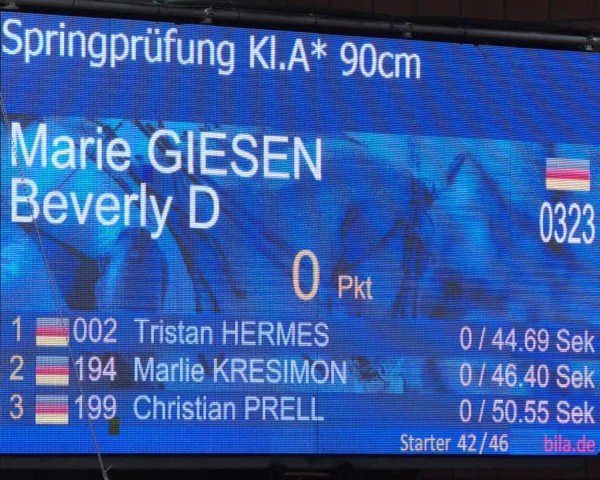 Springprüfung Kl.A* 90cm
Marie GIESEN
Beverly D
0323
0 Pkt
1 002 Tristan HERMES 0 / 44.69 Sek
2 194 Marlie KRESIMON 0 / 46.40 Sek
3 199 Christian PRELL 0 / 50.55 Sek
Starter 42/46 bila.de